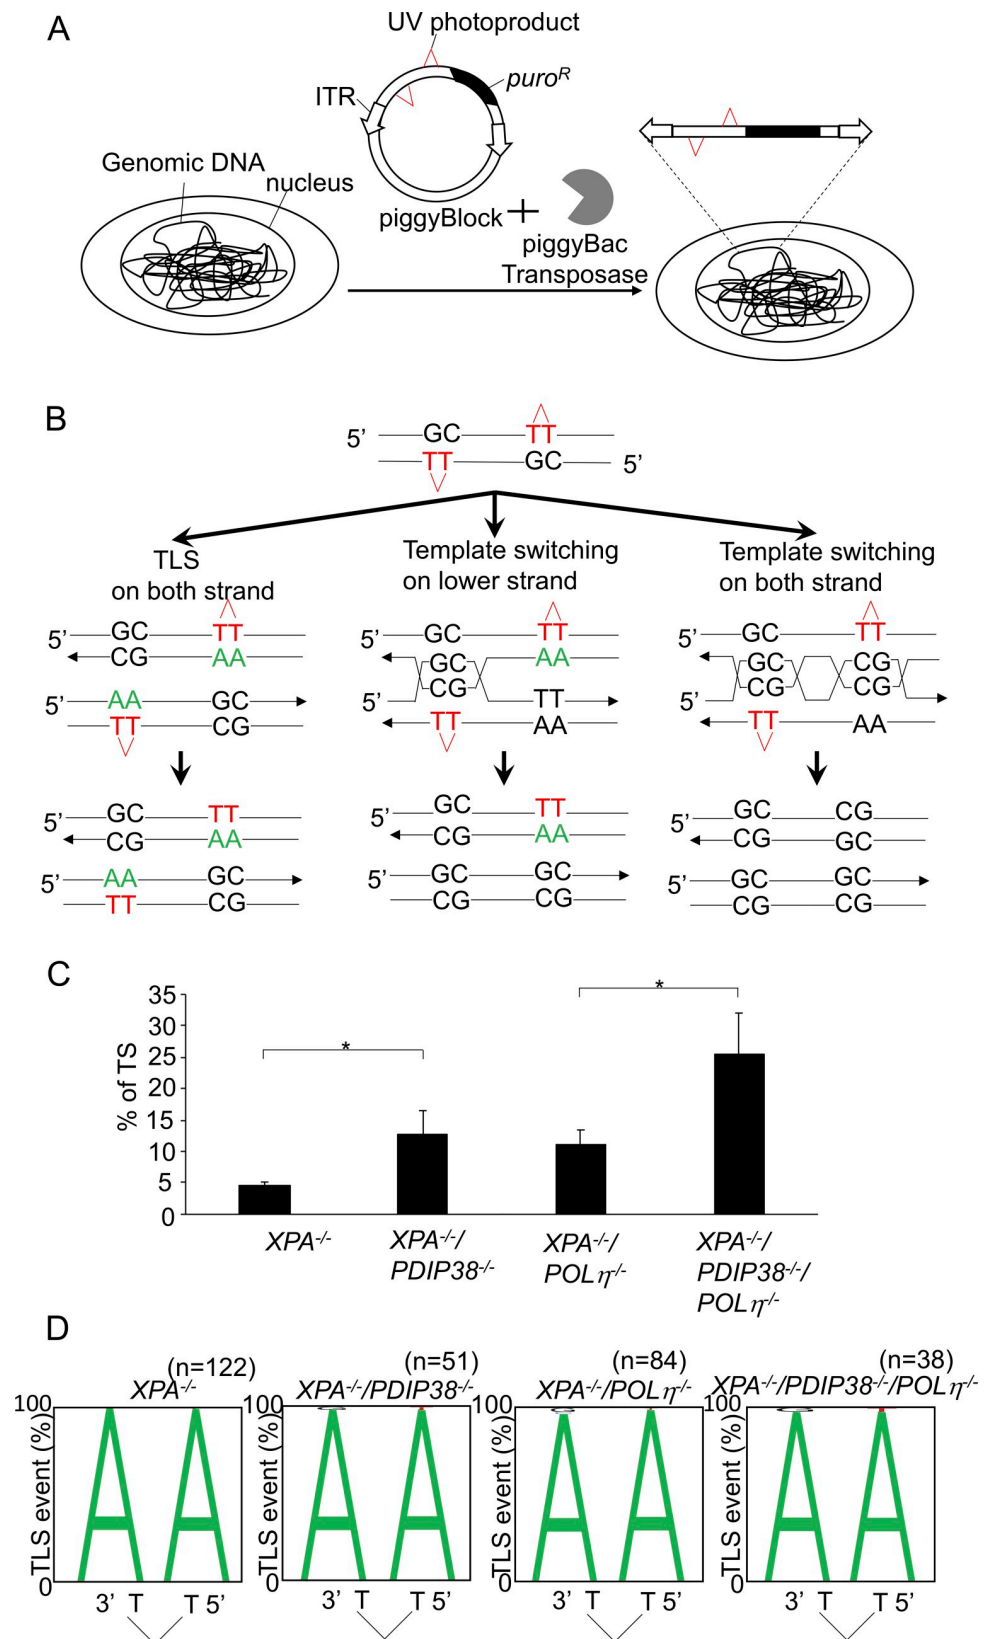 A
UV photoproduct
puroR
ITR
Genomic DNA
nucleus
piggyBlock +
piggyBac
Transposase
B
5’ GC TT
TT GC 5’
TLS
on both strand
Template switching
on lower strand
Template switching
on both strand
5’ GC TT
CG AA
5’ AA GC
TT CG
5’ GC TT
GC AA
5’ CG TT
TT AA
5’ GC TT
GC CG
5’ CG CG
TT AA
5’ GC TT
CG AA
5’ AA GC
TT CG
5’ GC TT
CG AA
5’ GC GC
CG CG
5’ GC CG
CG GC
5’ GC GC
CG CG
C
% of TS
35
30
25
20
15
10
5
0
*
*
XPA-/-
XPA-/-/
PDIP38-/-
XPA-/-/
POLη-/-
XPA-/-/
PDIP38-/-/
POLη-/-
D
(n=122)
XPA-/-
100
TLS event (%)
0
AA
3’ T T 5’
(n=51)
XPA-/-/PDIP38-/-
100
TLS event (%)
0
AA
3’ T T 5’
(n=84)
XPA-/-/POLη-/-
100
TLS event (%)
0
AA
3’ T T 5’
(n=38)
XPA-/-/PDIP38-/-/POLη-/-
100
TLS event (%)
0
AA
3’ T T 5’